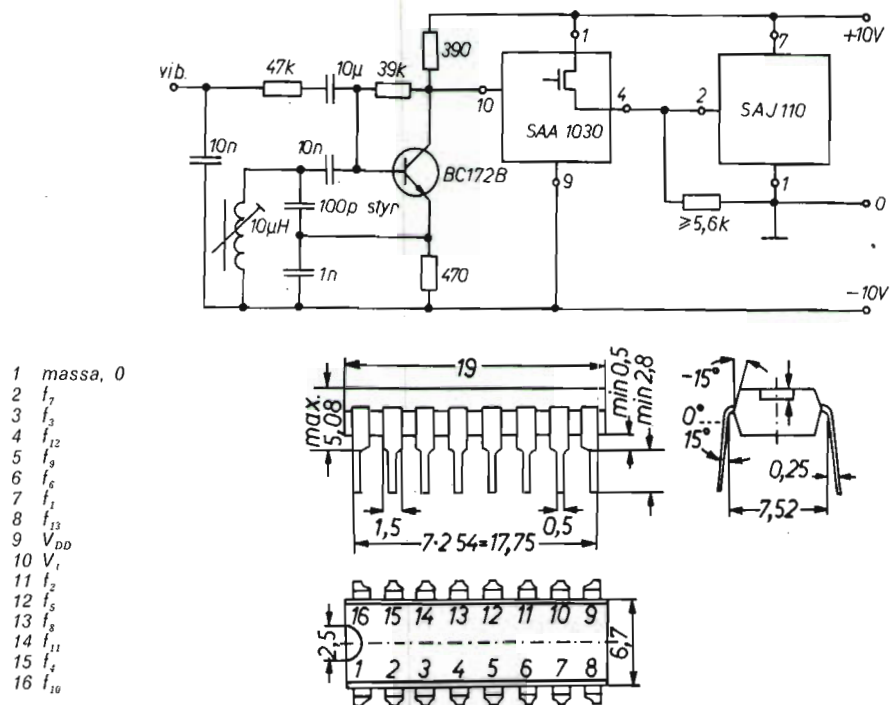 390
1
7
+10V
vib.
47k
10µ
39k
10
SAA 1030
4
2
SAJ 110
10n
10n
BC172B
9
1
100p styr
0
≥5,6k
10µH
1n
470
-10V
1 massa, 0
2 f₇
3 f₃
4 f₁₂
5 f₉
6 f₆
7 f₁
8 f₁₃
9 V_DD
10 V_I
11 f₂
12 f₅
13 f₈
14 f₁₁
15 f₄
16 f₁₀
19
max. 5,08
min 0,5
min 2,8
1,5
0,5
7·2 54=17,75
-15°
0°
15°
0,25
7,52
16 15 14 13 12 11 10 9
2,5
6,7
1 2 3 4 5 6 7 8